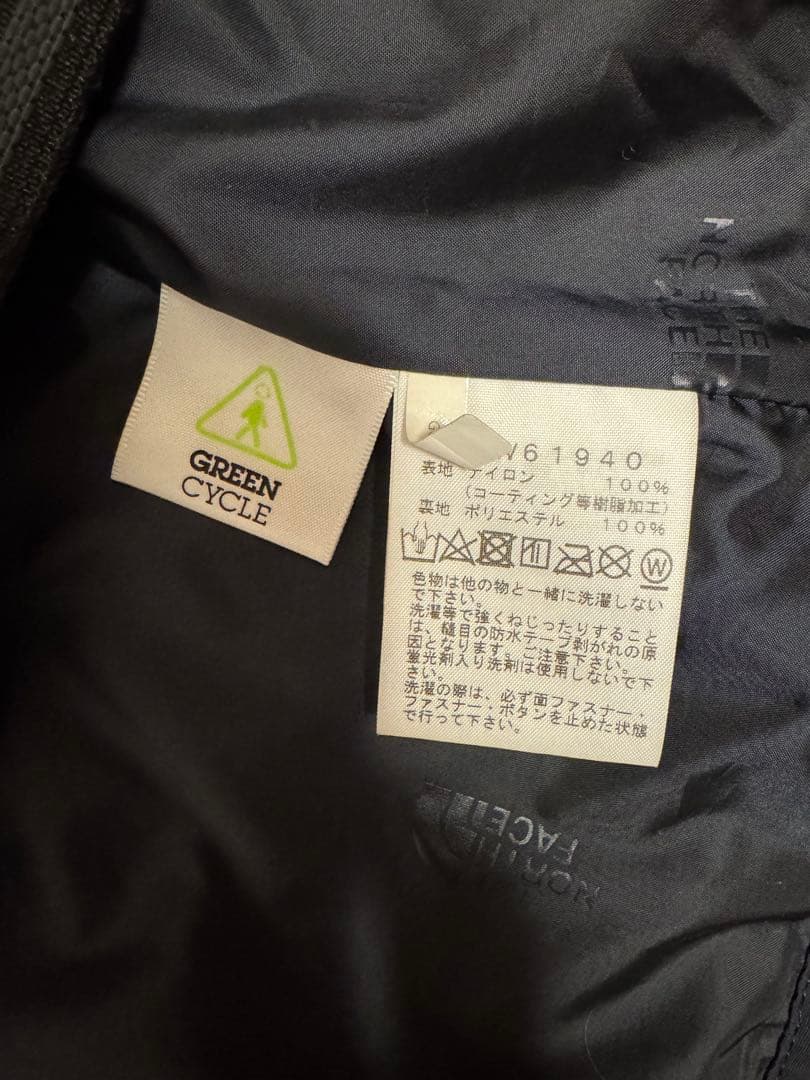 THE
NORTH
FACE
GREEN
CYCLE
W61940
表地 ナイロン 100%
(コーティング等樹脂加工)
裏地 ポリエステル 100%
W
色物は他の物と一緒に洗濯しない
で下さい。
洗濯等で強くねじったりすること
は、縫目の防水テープ剥がれの原
因となります。ご注意下さい。
蛍光剤入り洗剤は使用しないで下
さい。
洗濯の際は、必ず面ファスナー・
ファスナー・ボタンを止めた状態
で行って下さい。
NORTH
FACE